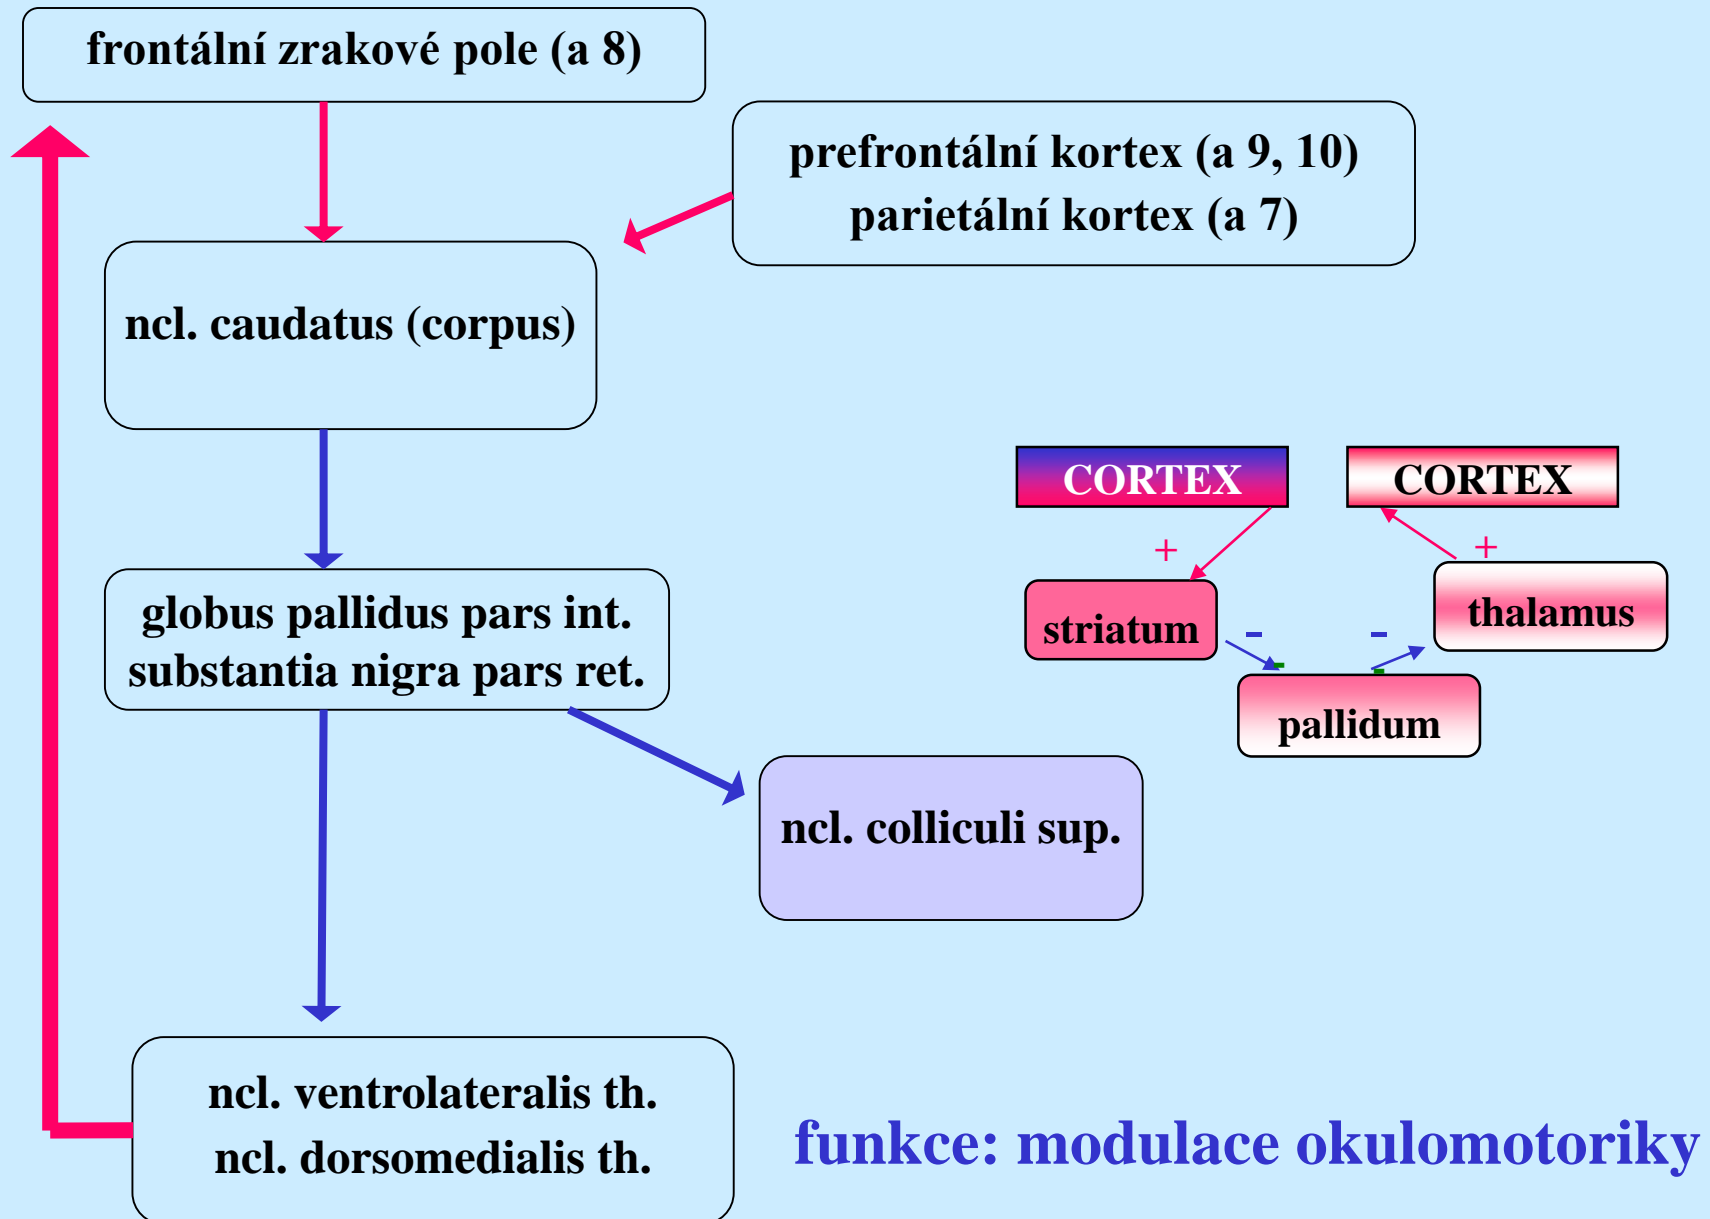 frontální zrakové pole (a 8)
prefrontální kortex (a 9, 10)
parietální kortex (a 7)
ncl. caudatus (corpus)
CORTEX
CORTEX
+
+
striatum
thalamus
-
-
pallidum
globus pallidus pars int.
substantia nigra pars ret.
ncl. colliculi sup.
ncl. ventrolateralis th.
ncl. dorsomedialis th.
funkce: modulace okulomotoriky